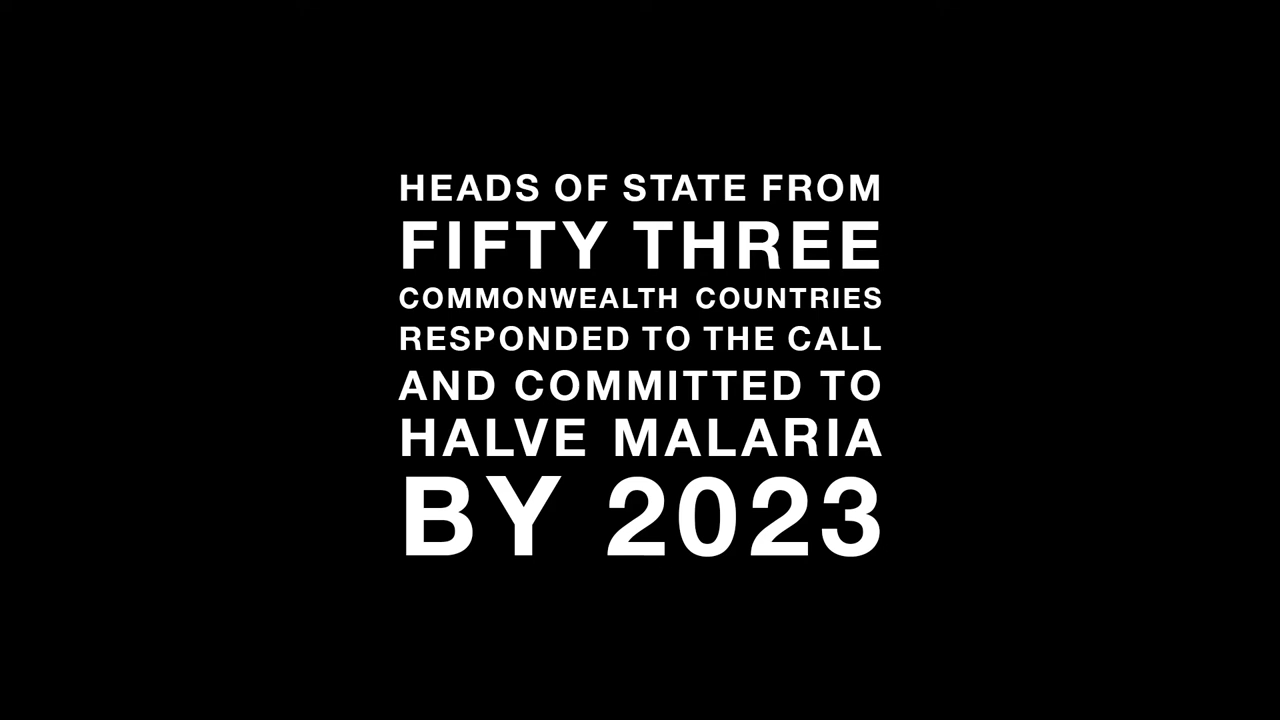 HEADS OF STATE FROM
FIFTY THREE
COMMONWEALTH COUNTRIES
RESPONDED TO THE CALL
AND COMMITTED TO
HALVE MALARIA
BY 2023